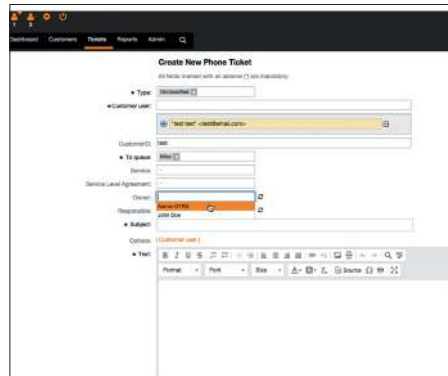 1 3
Dashboard Customers Tickets Reports Admin
Create New Phone Ticket
All fields marked with an asterisk (*) are mandatory.
* Type: Unclassified
* Customer user:
"test test" <test@email.com>
CustomerID: test
* To queue: Misc
Service: -
Service Level Agreement: -
Owner:
Admin OTRS
Responsible:
John Doe
* Subject:
Options: [ Customer user ]
* Text: B I U S
Format Font Size A Source